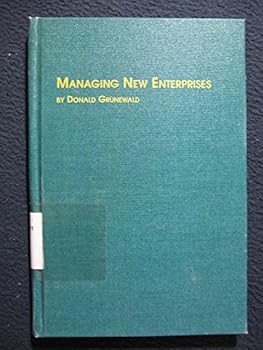 MANAGING NEW ENTERPRISES
BY DONALD GRUNEWALD